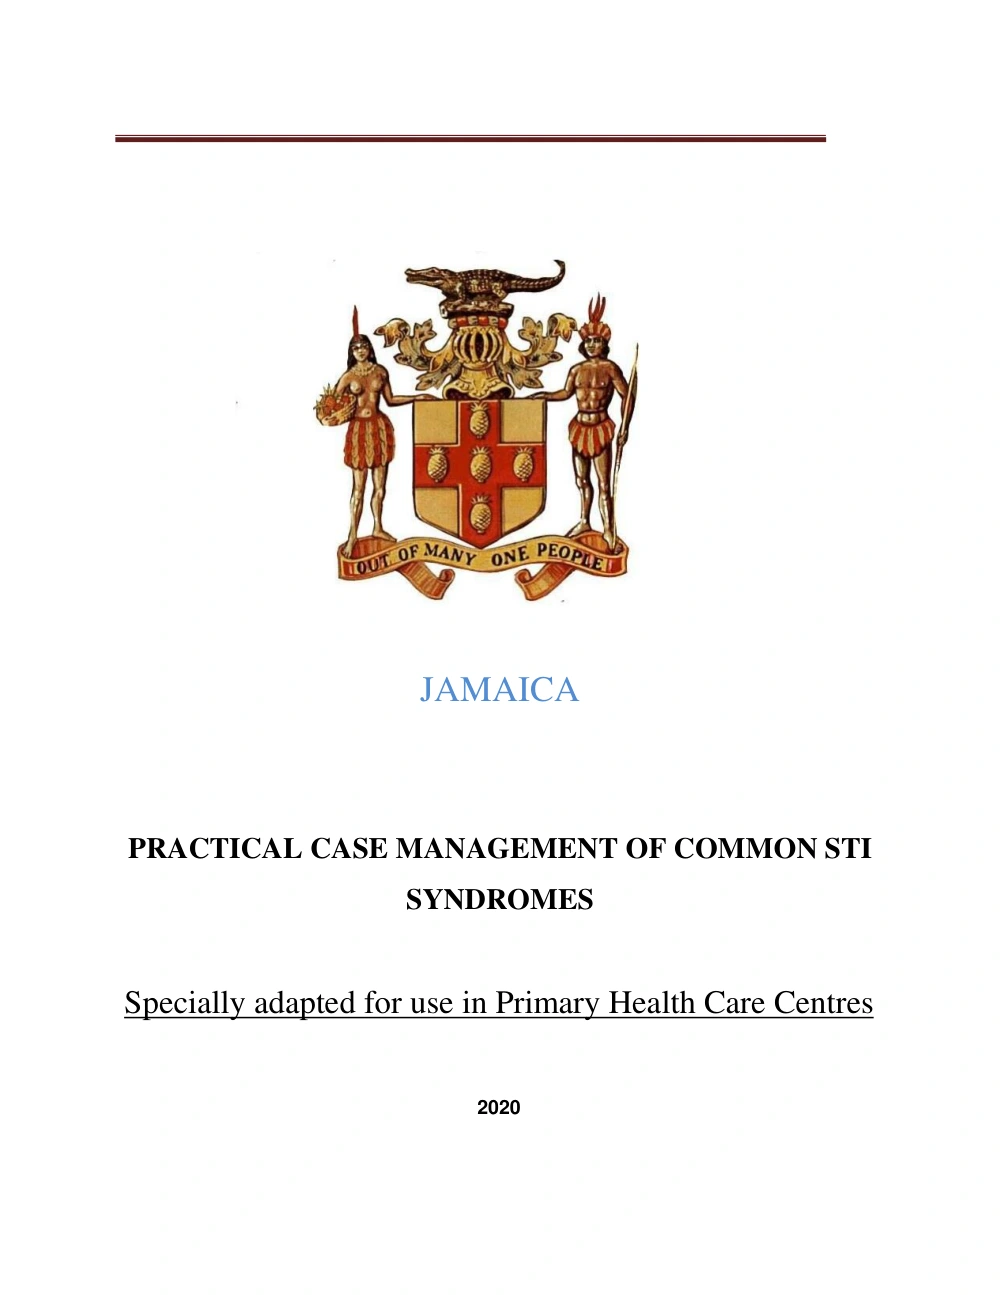 OUT OF MANY ONE PEOPLE
JAMAICA
PRACTICAL CASE MANAGEMENT OF COMMON STI
SYNDROMES
Specially adapted for use in Primary Health Care Centres
2020